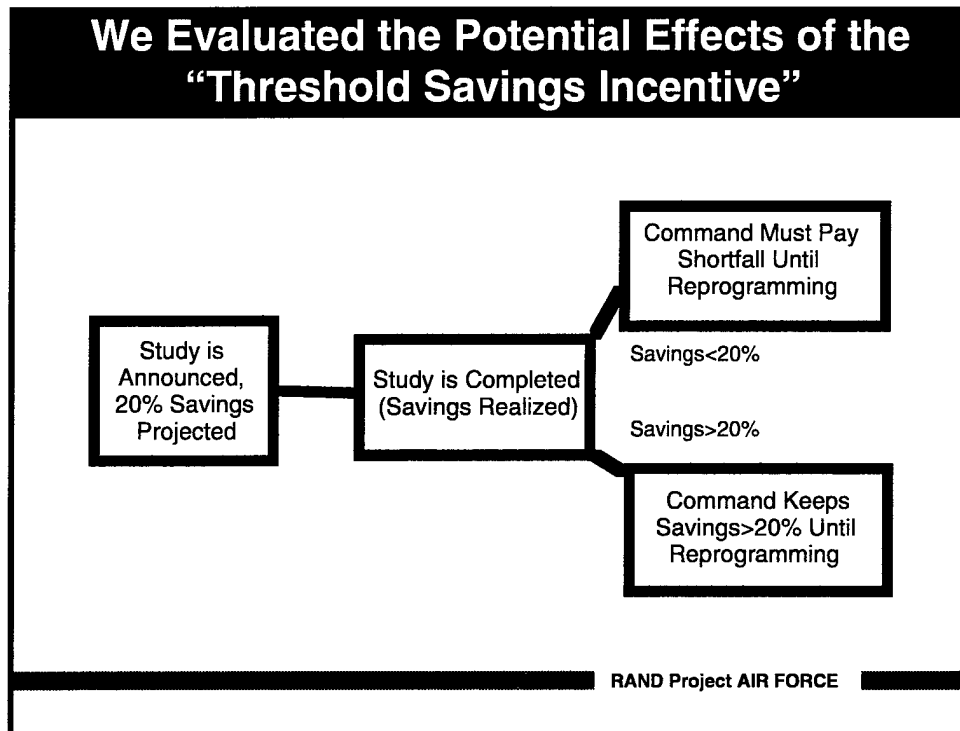 We Evaluated the Potential Effects of the
“Threshold Savings Incentive”
Study is
Announced,
20% Savings
Projected
Study is Completed
(Savings Realized)
Command Must Pay
Shortfall Until
Reprogramming
Savings<20%
Savings>20%
Command Keeps
Savings>20% Until
Reprogramming
RAND Project AIR FORCE